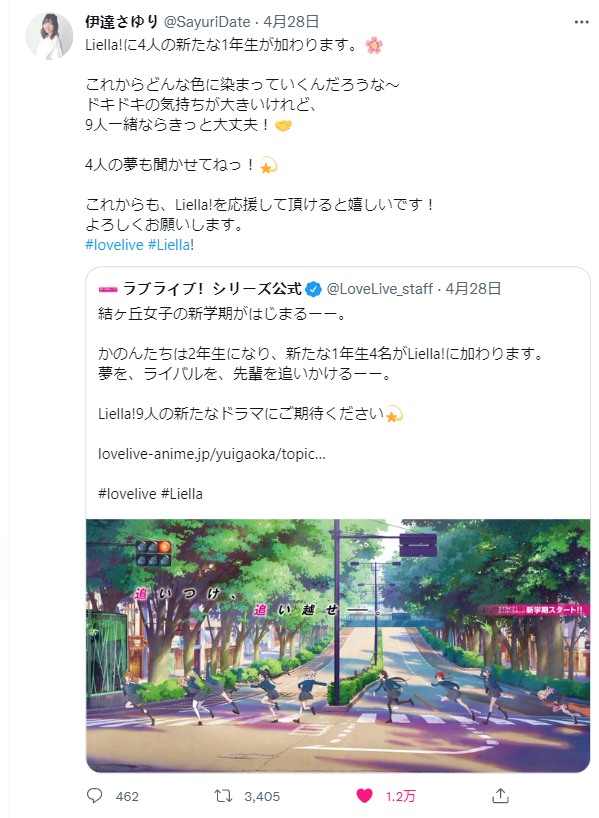 伊達さゆり @SayuriDate · 4月28日
Liella!に4人の新たな1年生が加わります。🌸
これからどんな色に染まっていくんだろうな〜
ドキドキの気持ちが大きいけれど、
9人一緒ならきっと大丈夫！🤝
4人の夢も聞かせてねっ！💫
これからも、Liella!を応援して頂けると嬉しいです！
よろしくお願いします。
#lovelive #Liella!
ラブライブ！シリーズ公式 @LoveLive_staff · 4月28日
結ヶ丘女子の新学期がはじまるーー。
かのんたちは2年生になり、新たな1年生4名がLiella!に加わります。
夢を、ライバルを、先輩を追いかけるーー。
Liella!9人の新たなドラマにご期待ください💫
lovelive-anime.jp/yuigaoka/topic...
#lovelive #Liella
追いつけ、
追い越せ―。
新学期スタート!!
462 3,405 1.2万